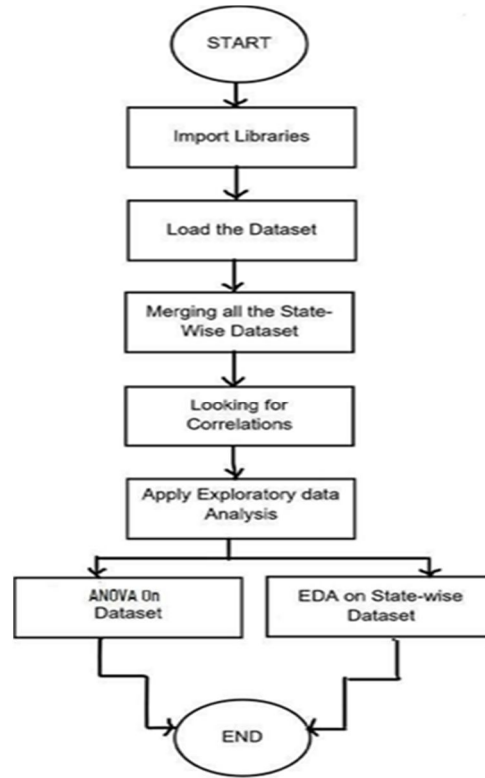 START
Import Libraries
Load the Dataset
Merging all the State-
Wise Dataset
Looking for
Correlations
Apply Exploratory data
Analysis
ANOVA On
Dataset
EDA on State-wise
Dataset
END